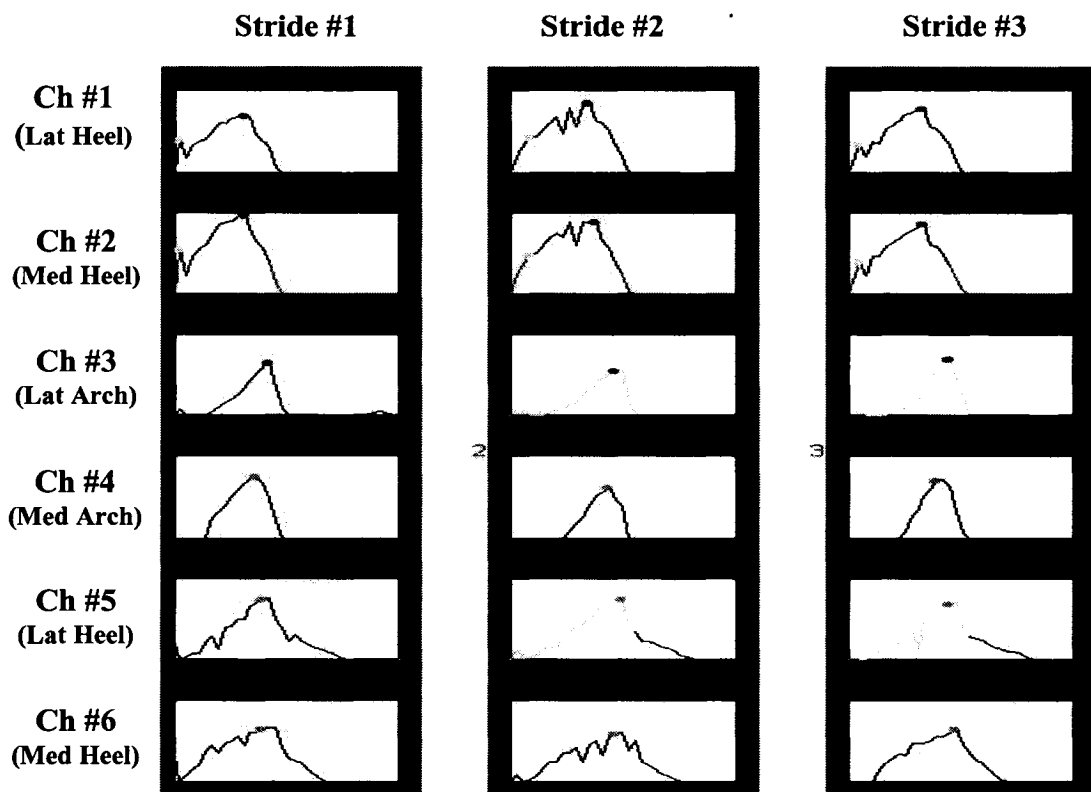 Stride #1
Stride #2
Stride #3
Ch #1
(Lat Heel)
Ch #2
(Med Heel)
Ch #3
(Lat Arch)
2
3
Ch #4
(Med Arch)
Ch #5
(Lat Heel)
Ch #6
(Med Heel)